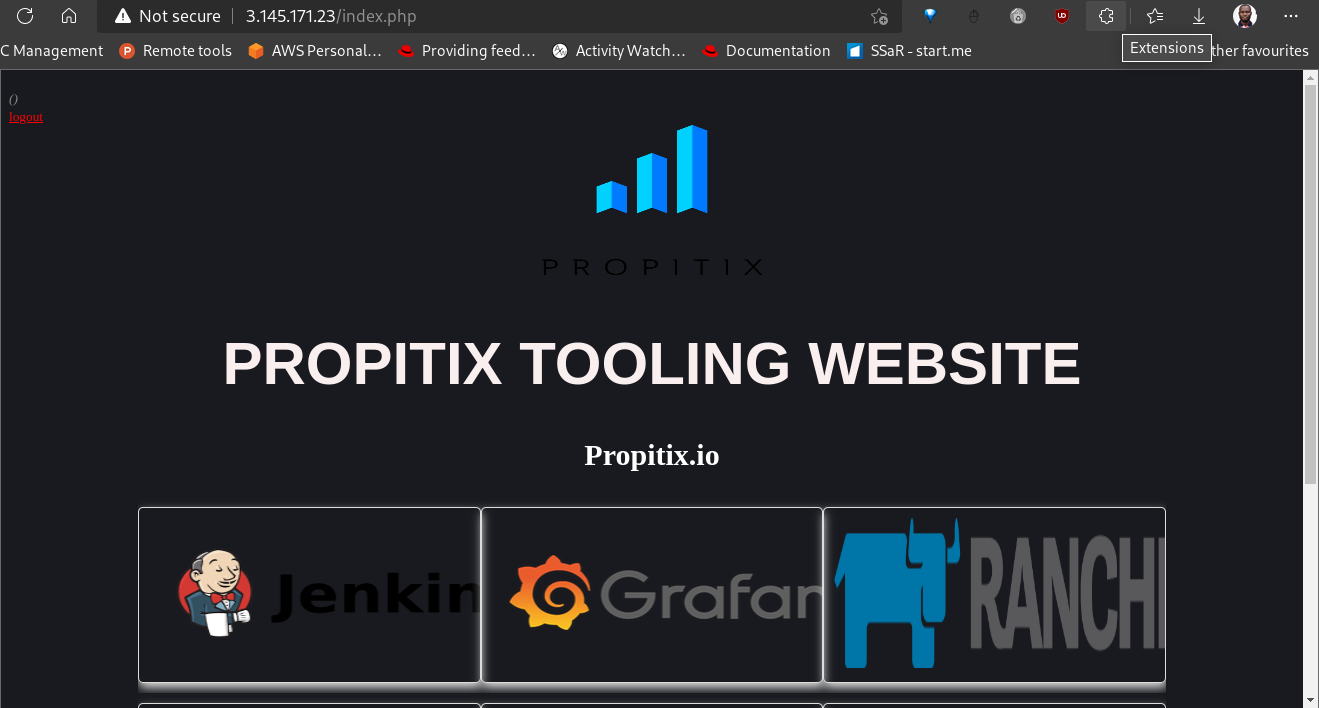 Not secure 3.145.171.23/index.php
C Management Remote tools AWS Personal... Providing feed... Activity Watch... Documentation SSaR - start.me Extensions ther favourites
()
logout
PROPITIX
PROPITIX TOOLING WEBSITE
Propitix.io
Jenkin Grafan RANCH